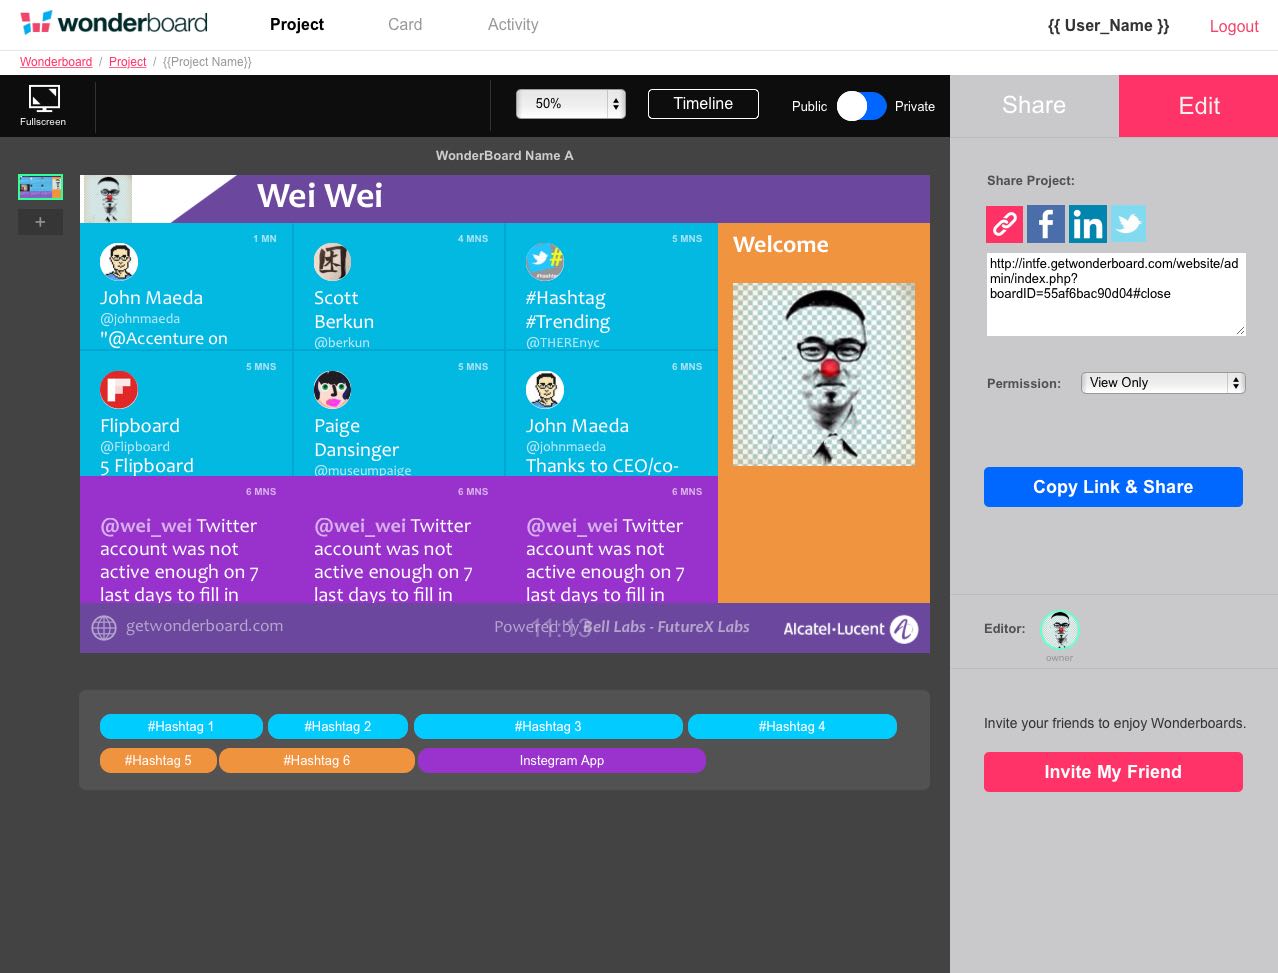 wonderboard
Project
Card
Activity
{{ User_Name }}
Logout
Wonderboard / Project / {{Project Name}}
Fullscreen
50%
Timeline
Public
Private
Share
Edit
WonderBoard Name A
+
Wei Wei
1 MN
John Maeda
@johnmaeda
"@Accenture on
4 MNS
Scott
Berkun
@berkun
5 MNS
#Hashtag
#Trending
@THEREnyc
5 MNS
Flipboard
@Flipboard
5 Flipboard
5 MNS
Paige
Dansinger
@museumpaige
6 MNS
John Maeda
@johnmaeda
Thanks to CEO/co-
6 MNS
@wei_wei Twitter
account was not
active enough on 7
last days to fill in
6 MNS
@wei_wei Twitter
account was not
active enough on 7
last days to fill in
6 MNS
@wei_wei Twitter
account was not
active enough on 7
last days to fill in
Welcome
getwonderboard.com
Powered by Bell Labs - FutureX Labs
11:13
Alcatel·Lucent
#Hashtag 1
#Hashtag 2
#Hashtag 3
#Hashtag 4
#Hashtag 5
#Hashtag 6
Instegram App
Share Project:
http://intfe.getwonderboard.com/website/ad
min/index.php?
boardID=55af6bac90d04#close
Permission:
View Only
Copy Link & Share
Editor:
owner
Invite your friends to enjoy Wonderboards.
Invite My Friend